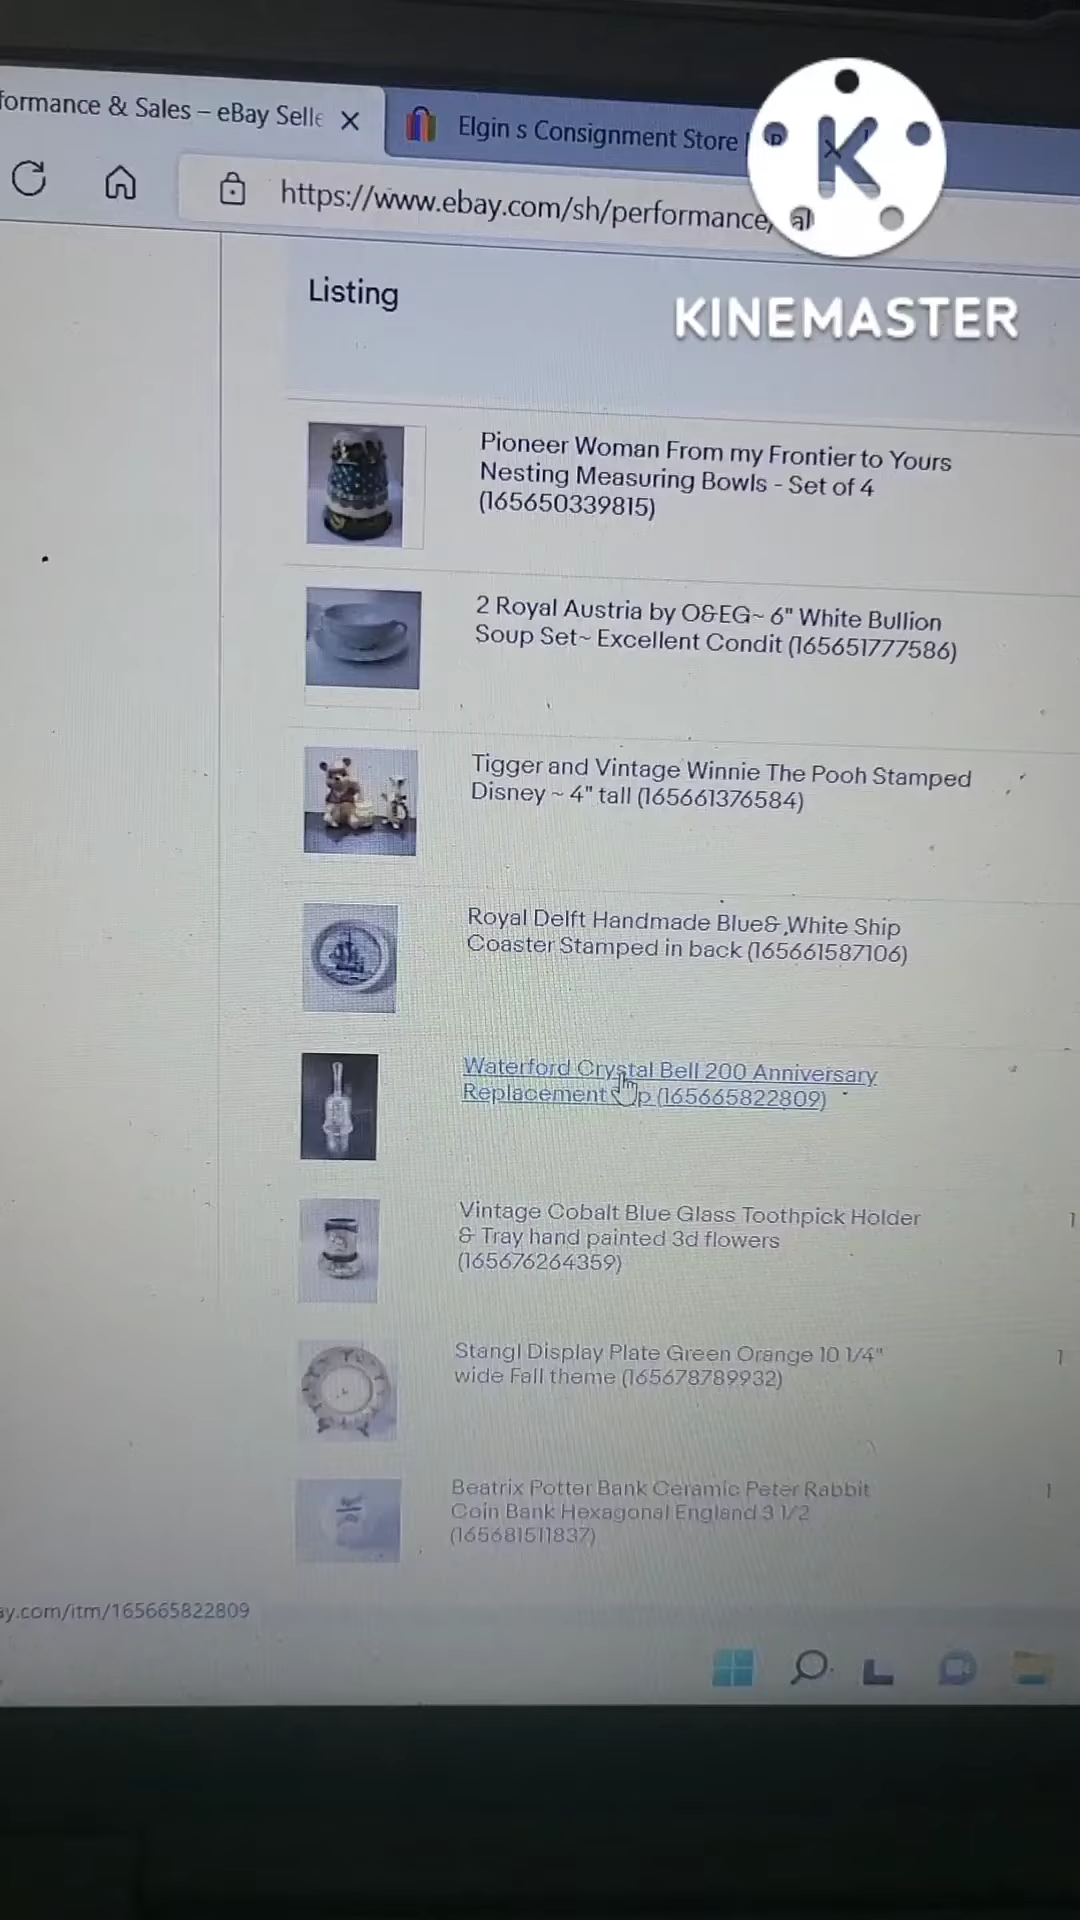 formance & Sales – eBay Selle
Elgin s Consignment Store
https://www.ebay.com/sh/performance/
K
KINEMASTER
Listing
Pioneer Woman From my Frontier to Yours
Nesting Measuring Bowls - Set of 4
(165650339815)
2 Royal Austria by O&EG~ 6" White Bullion
Soup Set~ Excellent Condit (165651777586)
Tigger and Vintage Winnie The Pooh Stamped
Disney ~ 4" tall (165661376584)
Royal Delft Handmade Blue& ,White Ship
Coaster Stamped in back (165661587106)
Waterford Crystal Bell 200 Anniversary
Replacement (165665822809)
Vintage Cobalt Blue Glass Toothpick Holder
& Tray hand painted 3d flowers
(165676264359)
1
Stangl Display Plate Green Orange 10 1/4"
wide Fall theme (165678789932)
1
Beatrix Potter Bank Ceramic Peter Rabbit
Coin Bank Hexagonal England 3 1/2
(165681511837)
1
ay.com/itm/165665822809